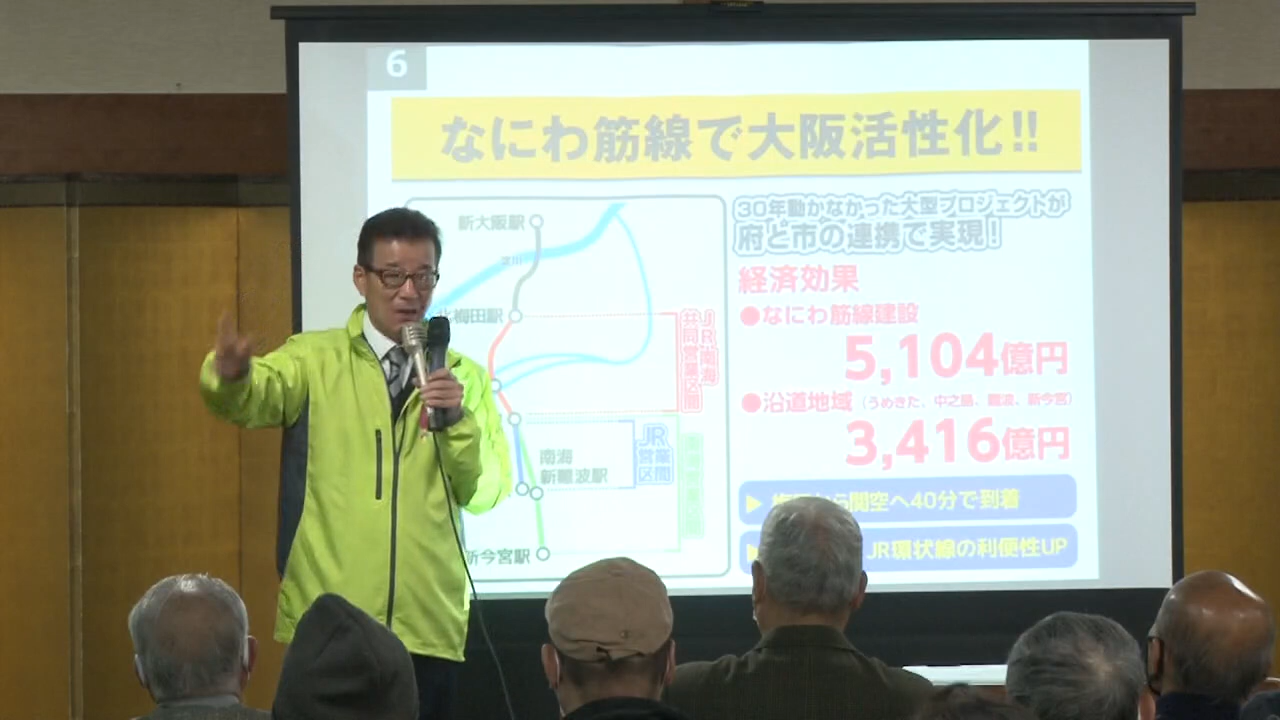 6
なにわ筋線で大阪活性化!!
30年動かなかった大型プロジェクトが
府と市の連携で実現!
経済効果
●なにわ筋線建設
5,104億円
●沿道地域（うめきた、中之島、難波、新今宮）
3,416億円
から関空へ40分で到着
JR環状線の利便性UP
新大阪駅
淀川
北梅田駅
JR南海
共同営業区間
JR
営業
区間
南海
新難波駅
新今宮駅